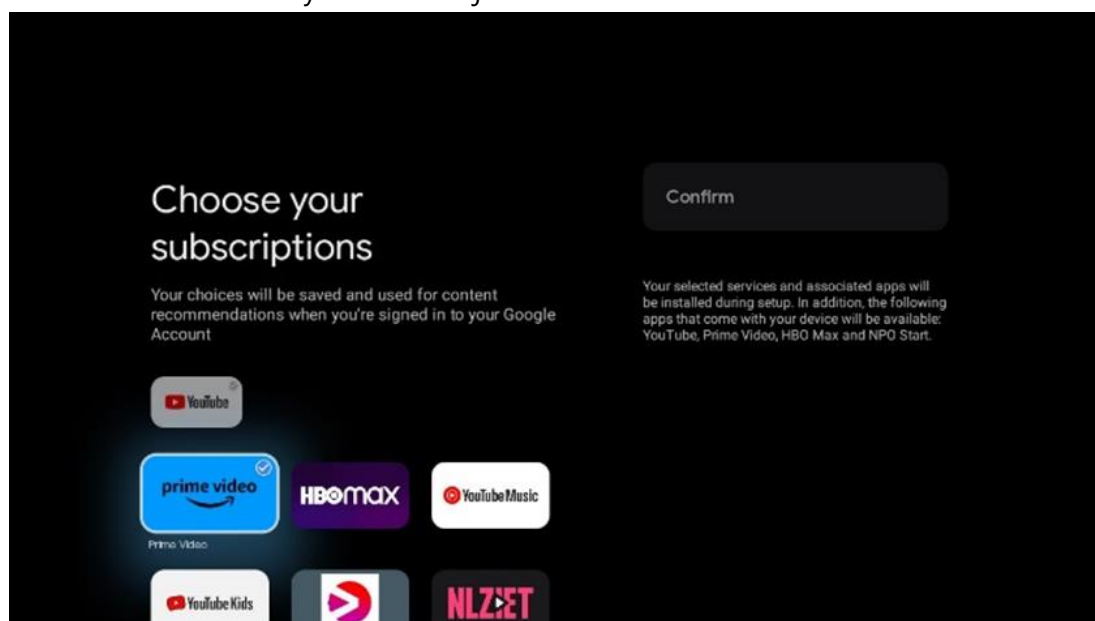 Choose your
subscriptions
Your choices will be saved and used for content
recommendations when you're signed in to your Google
Account
YouTube
prime video
HBOmax
YouTube Music
Prime Video
YouTube Kids
NLZIET
Confirm
Your selected services and associated apps will
be installed during setup. In addition, the following
apps that come with your device will be available:
YouTube, Prime Video, HBO Max and NPO Start.